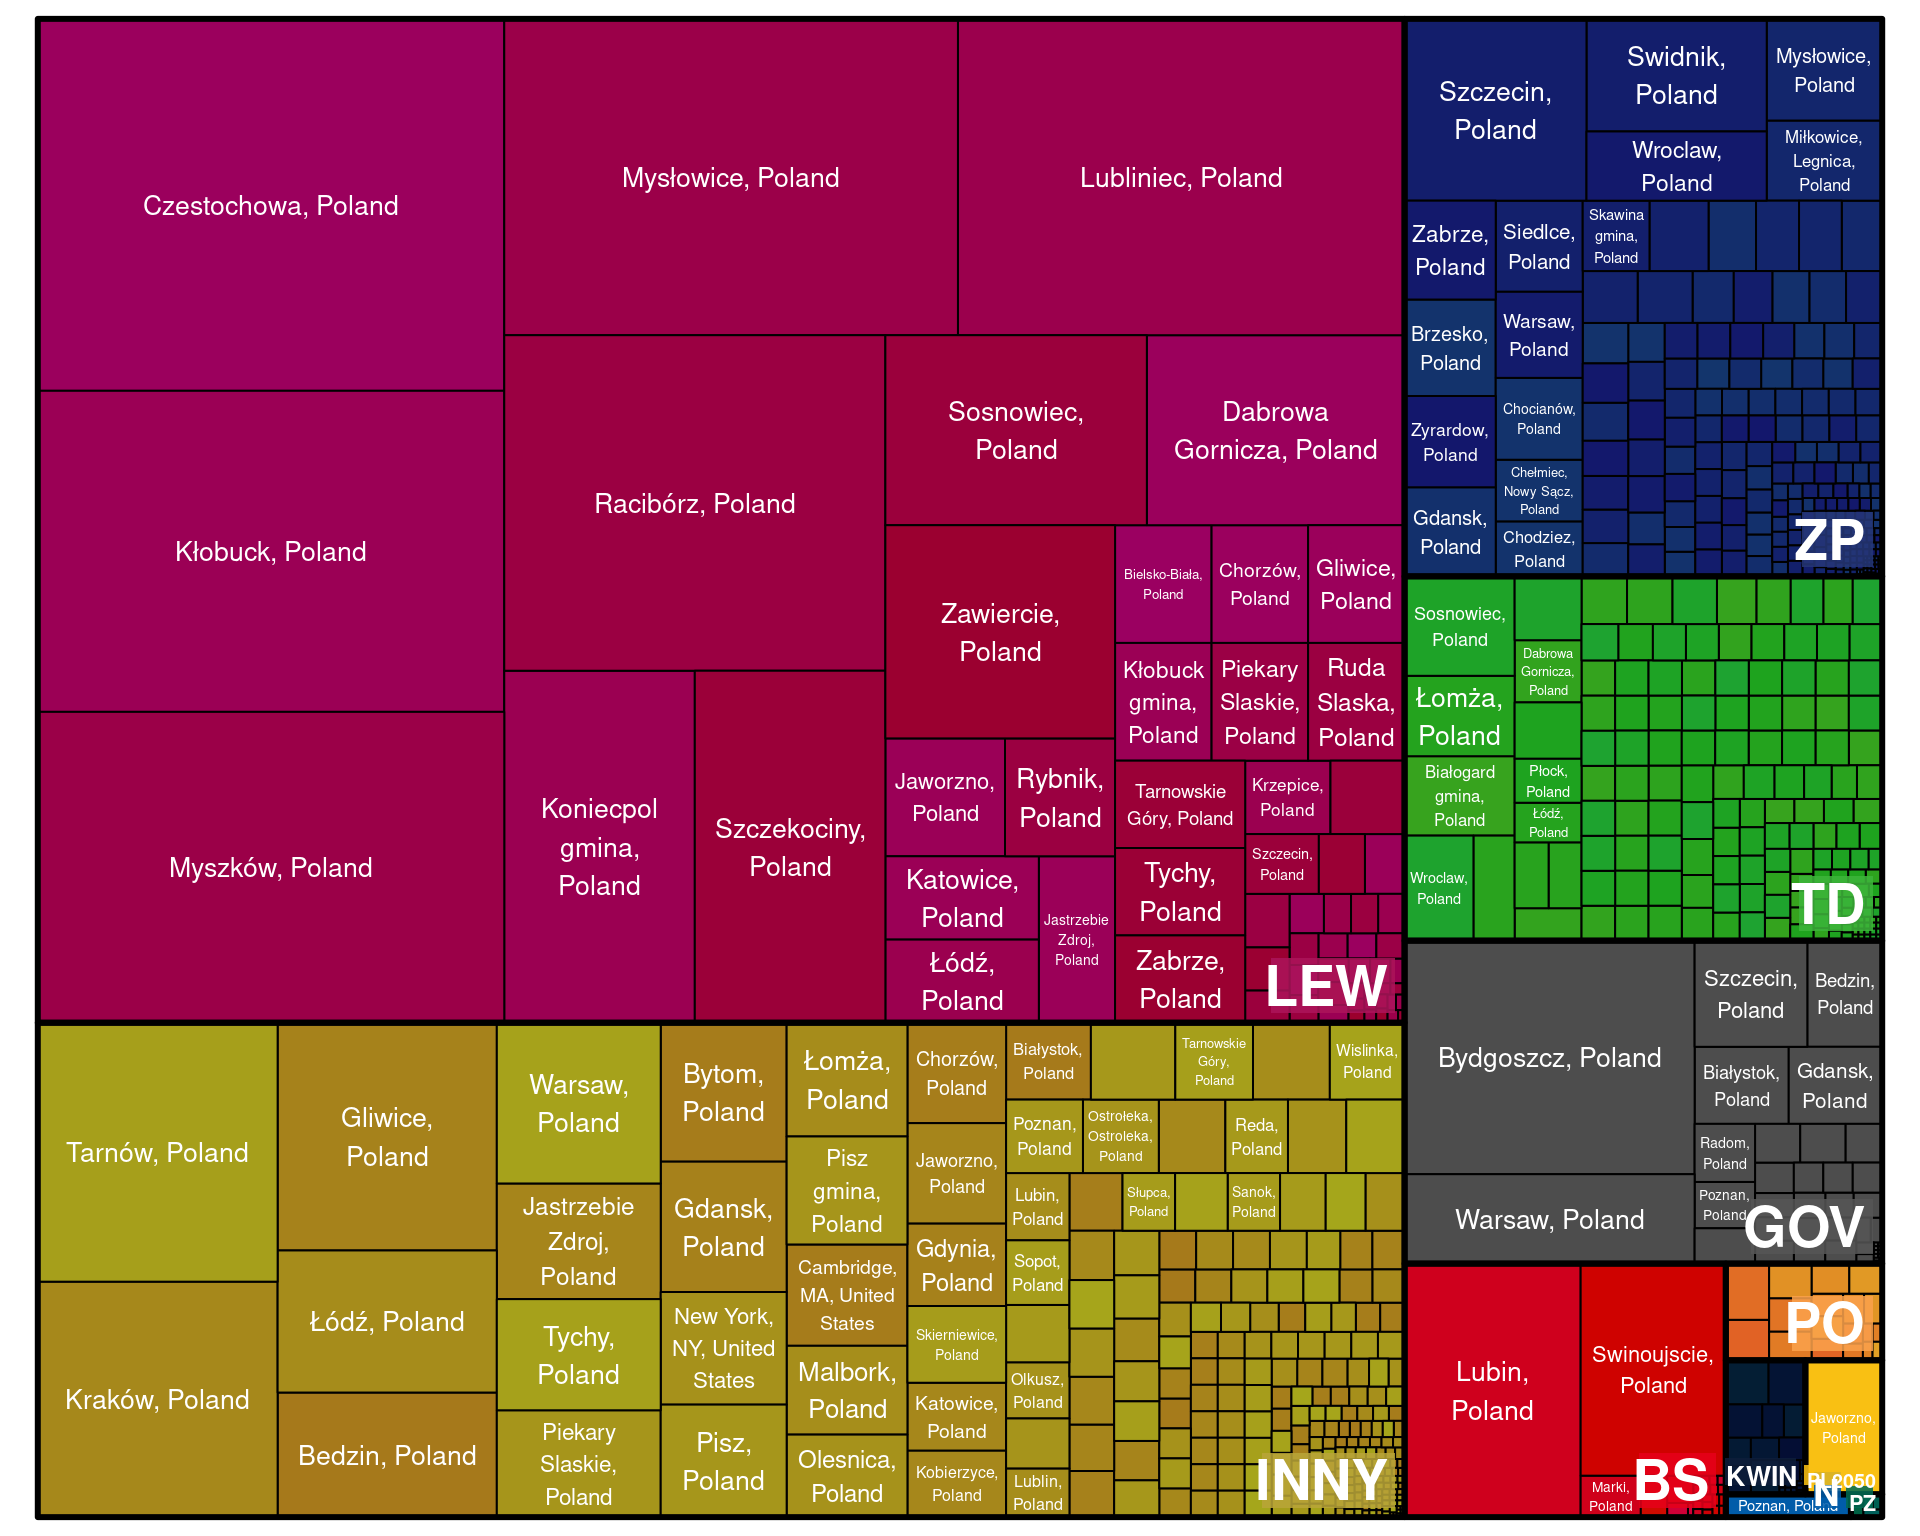 Czestochowa, Poland
Mysłowice, Poland
Lubliniec, Poland
Kłobuck, Poland
Racibórz, Poland
Sosnowiec,
Poland
Dabrowa
Gornicza, Poland
Myszków, Poland
Koniecpol
gmina,
Poland
Szczekociny,
Poland
Zawiercie,
Poland
Bielsko-Biała,
Poland
Chorzów,
Poland
Gliwice,
Poland
Kłobuck
gmina,
Poland
Piekary
Slaskie,
Poland
Ruda
Slaska,
Poland
Jaworzno,
Poland
Rybnik,
Poland
Tarnowskie
Góry, Poland
Krzepice,
Poland
Katowice,
Poland
Jastrzebie
Zdroj,
Poland
Tychy,
Poland
Szczecin,
Poland
Łódź,
Poland
Zabrze,
Poland
LEW
Szczecin,
Poland
Swidnik,
Poland
Mysłowice,
Poland
Wroclaw,
Poland
Miłkowice,
Legnica,
Poland
Zabrze,
Poland
Siedlce,
Poland
Skawina
gmina,
Poland
Brzesko,
Poland
Warsaw,
Poland
Zyrardow,
Poland
Chocianów,
Poland
Chełmiec,
Nowy Sącz,
Poland
Gdansk,
Poland
Chodziez,
Poland
ZP
Sosnowiec,
Poland
Dabrowa
Gornicza,
Poland
Łomża,
Poland
Białogard
gmina,
Poland
Płock,
Poland
Łódź,
Poland
Wroclaw,
Poland
TD
Bydgoszcz, Poland
Szczecin,
Poland
Bedzin,
Poland
Białystok,
Poland
Gdansk,
Poland
Radom,
Poland
Poznan,
Poland
Warsaw, Poland
GOV
Tarnów, Poland
Gliwice,
Poland
Warsaw,
Poland
Bytom,
Poland
Łomża,
Poland
Chorzów,
Poland
Białystok,
Poland
Tarnowskie
Góry,
Poland
Wislinka,
Poland
Poznan,
Poland
Ostrołeka,
Ostroleka,
Poland
Reda,
Poland
Jastrzebie
Zdroj,
Poland
Gdansk,
Poland
Pisz
gmina,
Poland
Jaworzno,
Poland
Lubin,
Poland
Słupca,
Poland
Sanok,
Poland
Kraków, Poland
Łódź, Poland
Tychy,
Poland
New York,
NY, United
States
Cambridge,
MA, United
States
Gdynia,
Poland
Sopot,
Poland
Skierniewice,
Poland
Malbork,
Poland
Olkusz,
Poland
Katowice,
Poland
Bedzin, Poland
Piekary
Slaskie,
Poland
Pisz,
Poland
Olesnica,
Poland
Kobierzyce,
Poland
Lublin,
Poland
INNY
Lubin,
Poland
Swinoujscie,
Poland
Marki,
Poland
BS
PO
Jaworzno,
Poland
KWIN
PL2050
N
Poznan, Poland
PZ